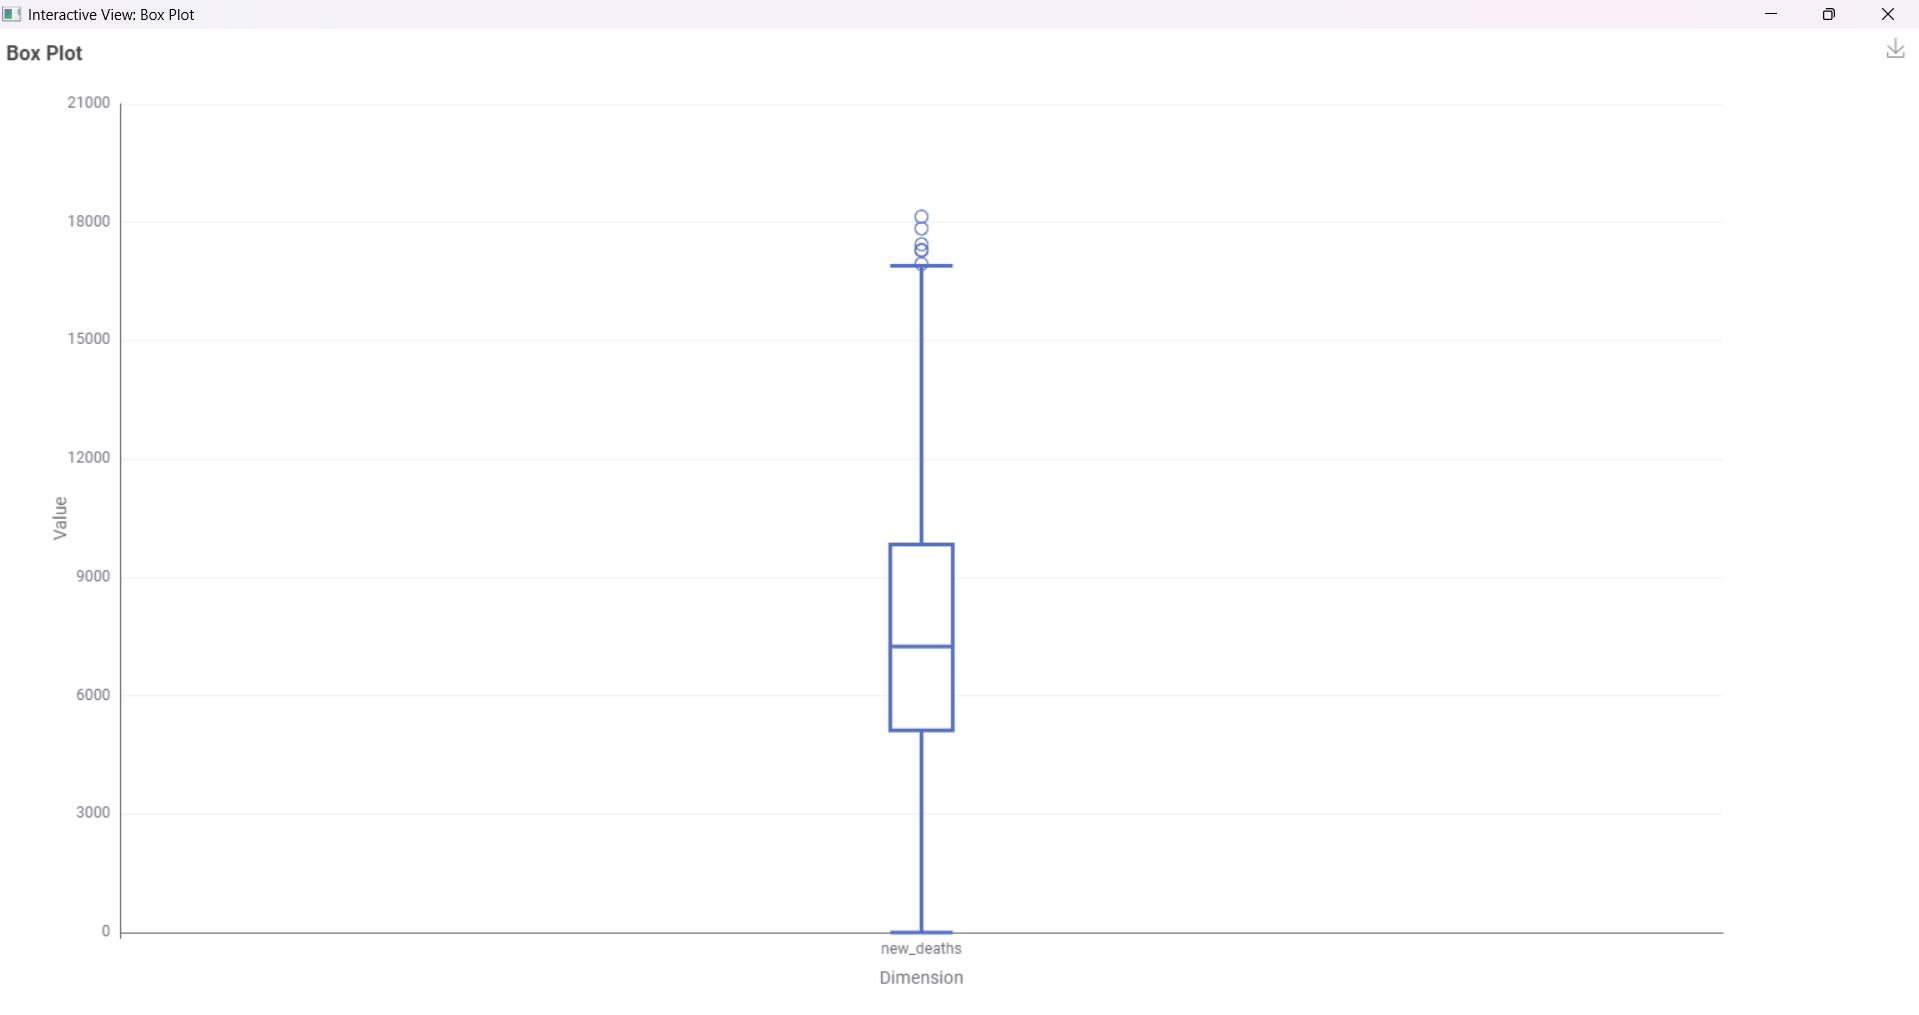 Interactive View: Box Plot
Box Plot
21000
18000
15000
12000
9000
6000
3000
0
Value
new_deaths
Dimension